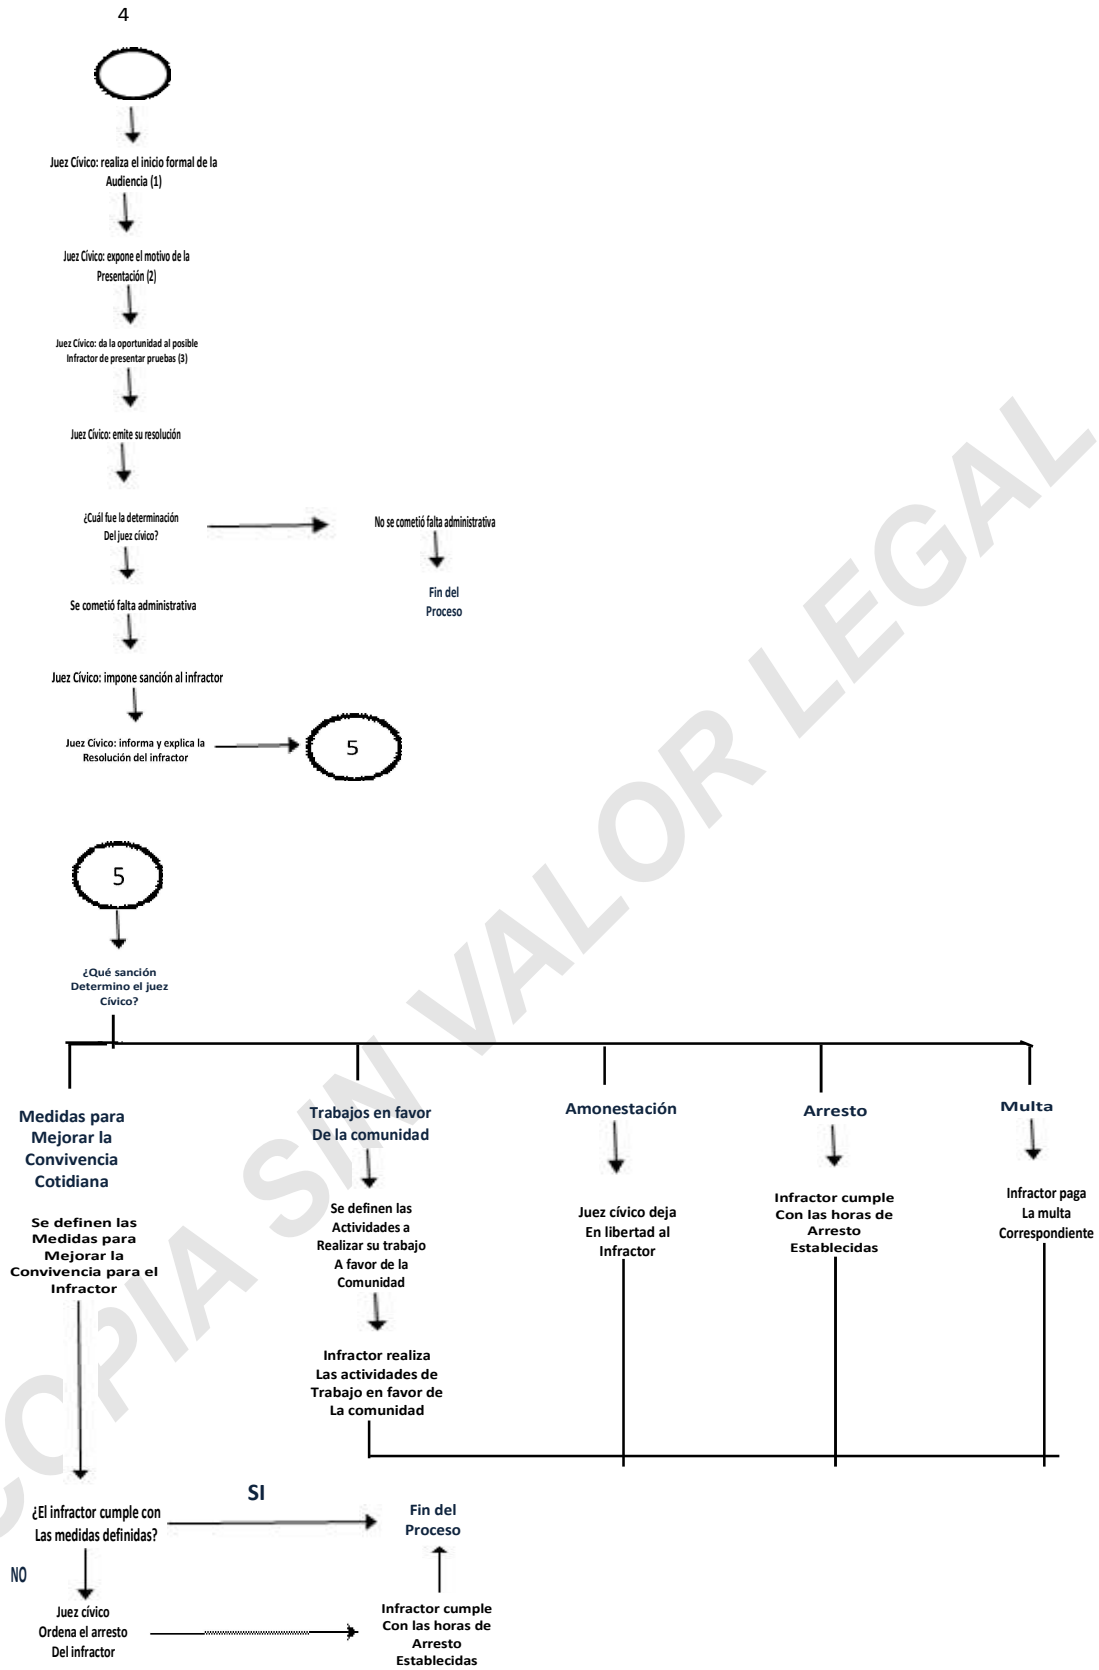 4
Juez Cívico: realiza el inicio formal de la
Audiencia (1)
Juez Cívico: expone el motivo de la
Presentación (2)
Juez Cívico: da la oportunidad al posible
Infractor de presentar pruebas (3)
Juez Cívico: emite su resolución
¿Cuál fue la determinación
Del juez cívico?
No se cometió falta administrativa
Fin del
Proceso
Se cometió falta administrativa
Juez Cívico: impone sanción al infractor
Juez Cívico: informa y explica la
Resolución del infractor
5
5
¿Qué sanción
Determino el juez
Cívico?
Medidas para
Mejorar la
Convivencia
Cotidiana
Se definen las
Medidas para
Mejorar la
Convivencia para el
Infractor
Trabajos en favor
De la comunidad
Se definen las
Actividades a
Realizar su trabajo
A favor de la
Comunidad
Infractor realiza
Las actividades de
Trabajo en favor de
La comunidad
Amonestación
Juez cívico deja
En libertad al
Infractor
Arresto
Infractor cumple
Con las horas de
Arresto
Establecidas
Multa
Infractor paga
La multa
Correspondiente
¿El infractor cumple con
Las medidas definidas?
SI
Fin del
Proceso
NO
Juez cívico
Ordena el arresto
Del infractor
Infractor cumple
Con las horas de
Arresto
Establecidas
COPIA SIN VALOR LEGAL